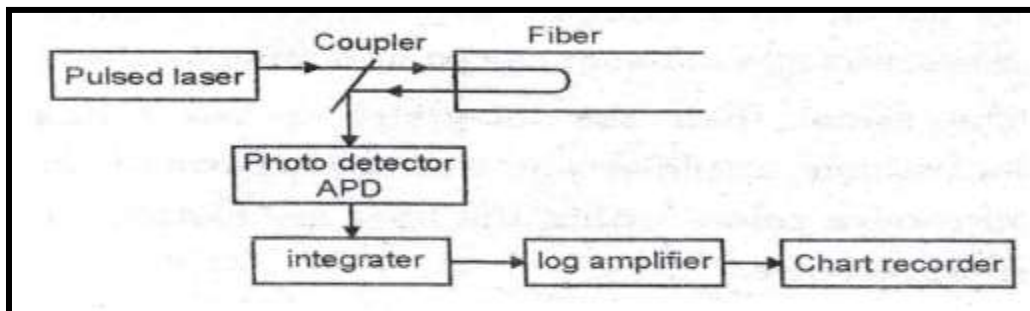 Coupler
Fiber
Pulsed laser
Photo detector
APD
integrater
log amplifier
Chart recorder